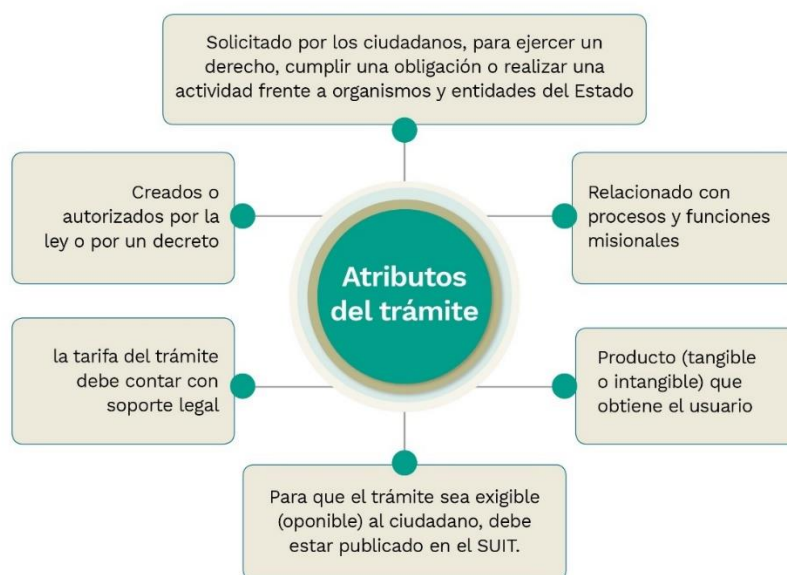 Solicitado por los ciudadanos, para ejercer un
derecho, cumplir una obligación o realizar una
actividad frente a organismos y entidades del Estado
Creados o
autorizados por la
ley o por un decreto
Relacionado con
procesos y funciones
misionales
Atributos
del trámite
la tarifa del trámite
debe contar con
soporte legal
Producto (tangible
o intangible) que
obtiene el usuario
Para que el trámite sea exigible
(oponible) al ciudadano, debe
estar publicado en el SUIT.